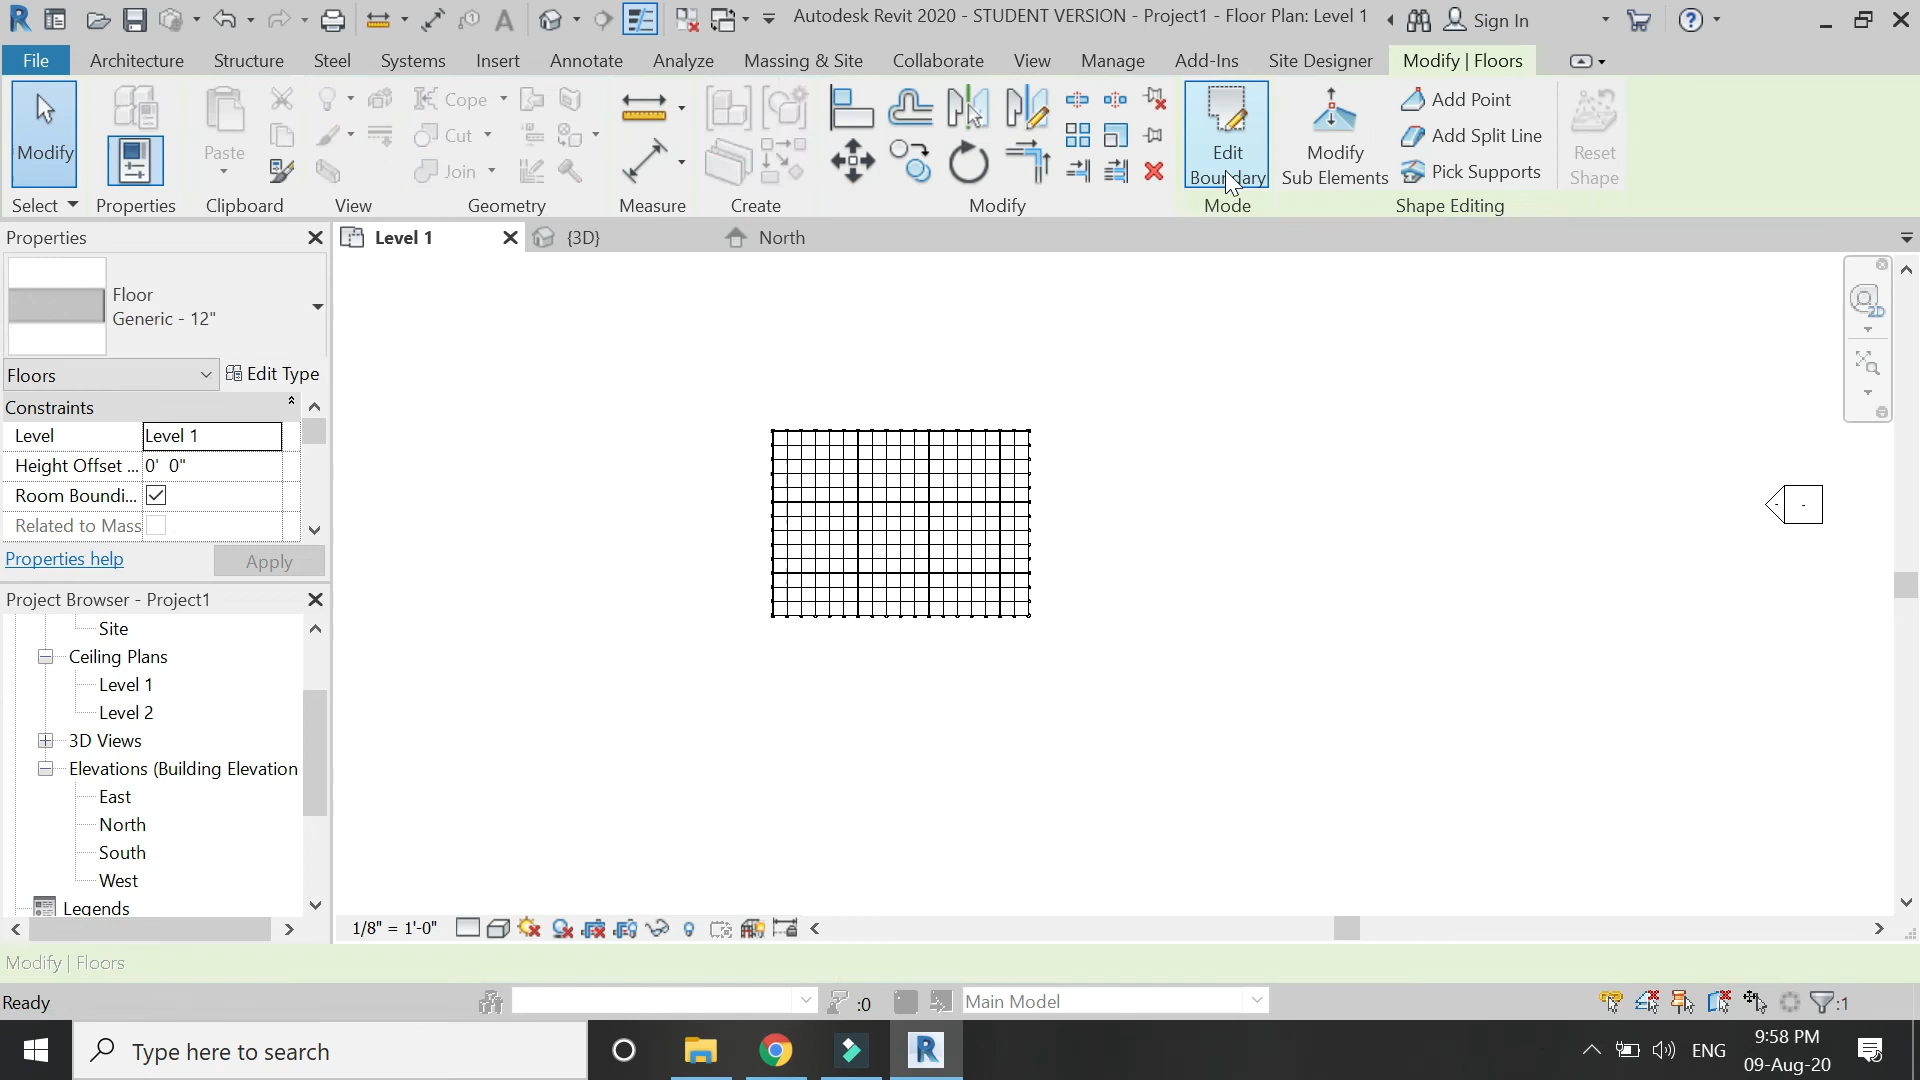 Autodesk Revit 2020 - STUDENT VERSION - Project1 - Floor Plan: Level 1
Sign In
File Architecture Structure Steel Systems Insert Annotate Analyze Massing & Site Collaborate View Manage Add-Ins Site Designer Modify | Floors
Modify
Paste
Cope
Cut
Join
Edit
Boundary
Modify
Sub Elements
Add Point
Add Split Line
Pick Supports
Reset
Shape
Select Properties Clipboard View Geometry Measure Create Modify Mode Shape Editing
Properties
Level 1 {3D} North
Floor
Generic - 12"
Floors
Edit Type
Constraints
Level Level 1
Height Offset ... 0' 0"
Room Boundi...
Related to Mass
Properties help
Apply
2D
Project Browser - Project1
Site
Ceiling Plans
Level 1
Level 2
3D Views
Elevations (Building Elevation
East
North
South
West
Legends
1/8" = 1'-0"
Modify | Floors
Ready
:0
Main Model
:1
Type here to search
ENG
9:58 PM
09-Aug-20